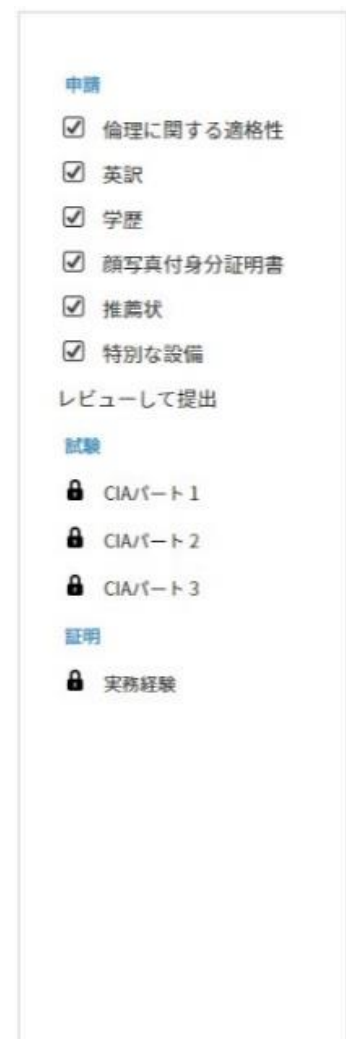 申請
倫理に関する適格性
英訳
学歴
顔写真付身分証明書
推薦状
特別な設備
レビューして提出
試験
CIAパート 1
CIAパート 2
CIAパート 3
証明
実務経験